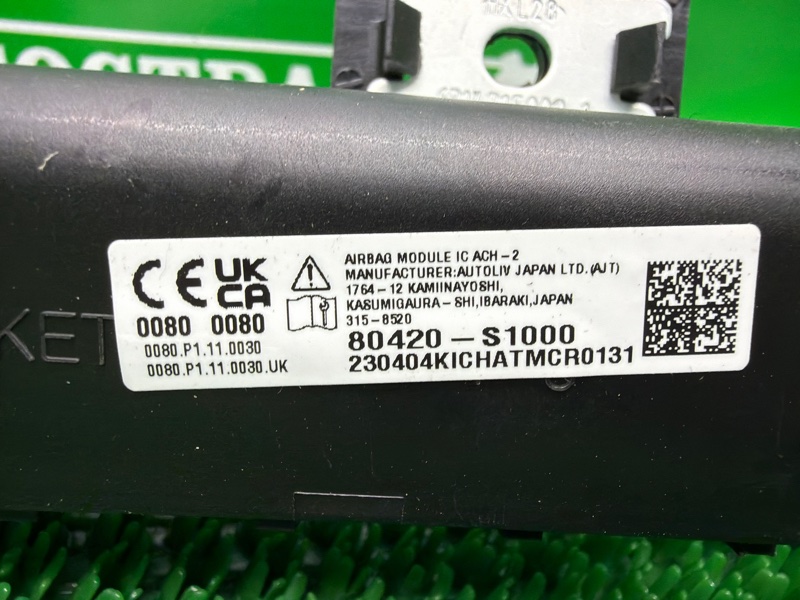 CE UK
CA
0080 0080
0080.P1.11.0030
0080.P1.11.0030.UK
AIRBAG MODULE IC ACH-2
MANUFACTURER:AUTOLIV JAPAN LTD.(AJT)
1764-12 KAMIINAYOSHI,
KASUMIGAURA-SHI,IBARAKI,JAPAN
315-8520
80420-S1000
230404KICHATMCR0131
KET